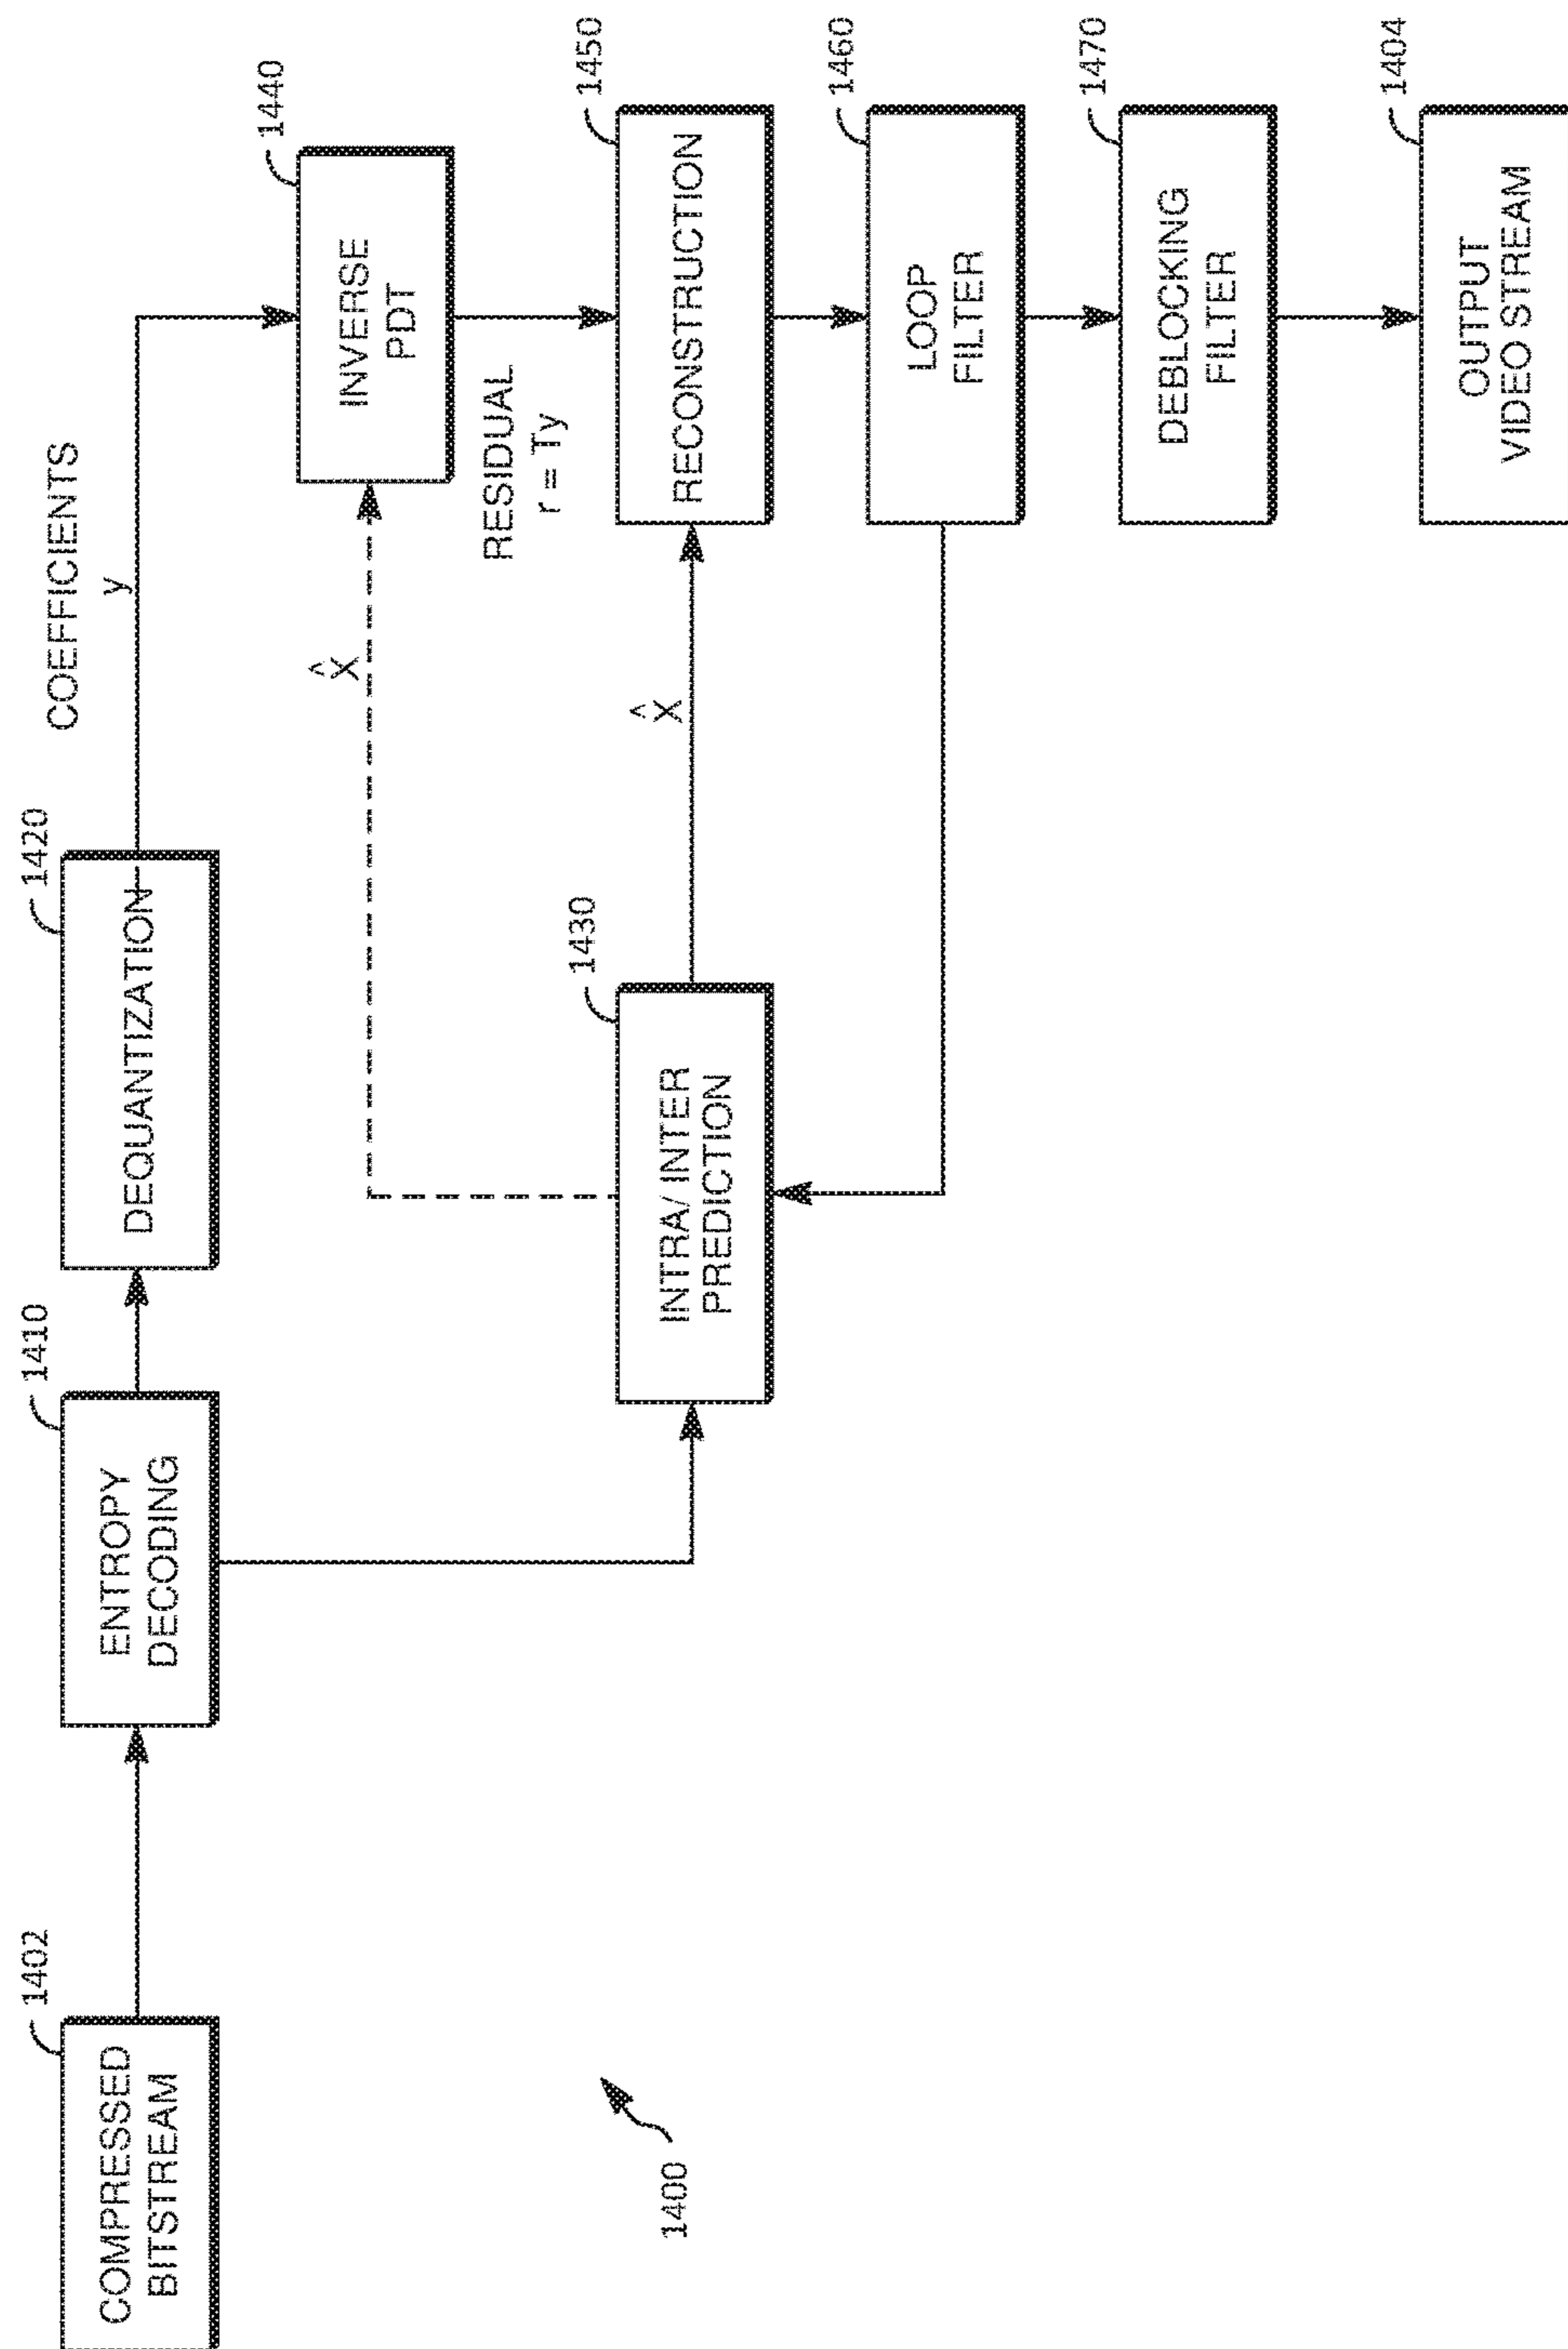 1402
COMPRESSED
BITSTREAM
1410
ENTROPY
DECODING
1420
DEQUANTIZATION
COEFFICIENTS
y
1440
INVERSE
PDT
X̂
RESIDUAL
r = Ty
1430
INTRA/ INTER
PREDICTION
X̂
1450
RECONSTRUCTION
1460
LOOP
FILTER
1470
DEBLOCKING
FILTER
1404
OUTPUT
VIDEO STREAM
1400